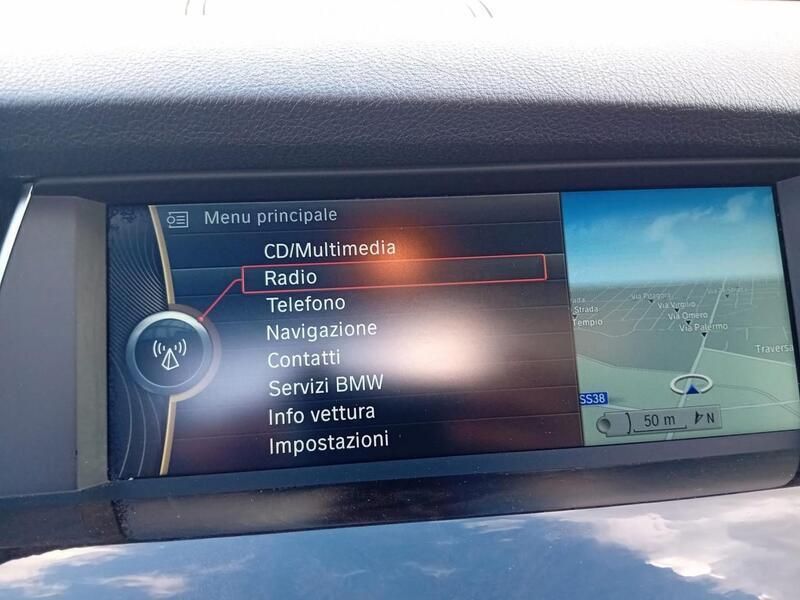 Menu principale
CD/Multimedia
Radio
Telefono
Navigazione
Contatti
Servizi BMW
Info vettura
Impostazioni
Via Pitagora
Via Virgilio
Strada
Via Omero
Tempio
Via Palermo
Traversa
SS38
50 m
N